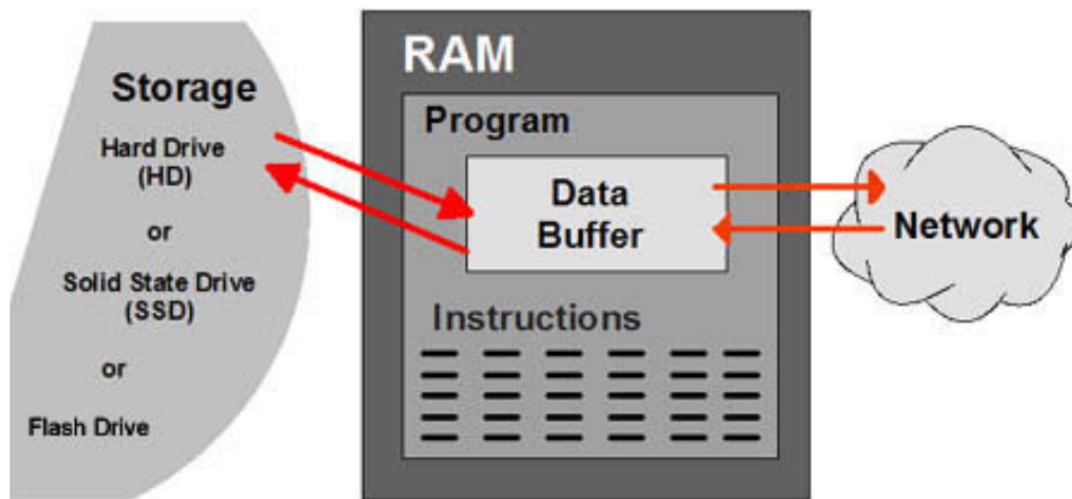 Storage
Hard Drive
(HD)
or
Solid State Drive
(SSD)
or
Flash Drive
RAM
Program
Data
Buffer
Instructions
Network